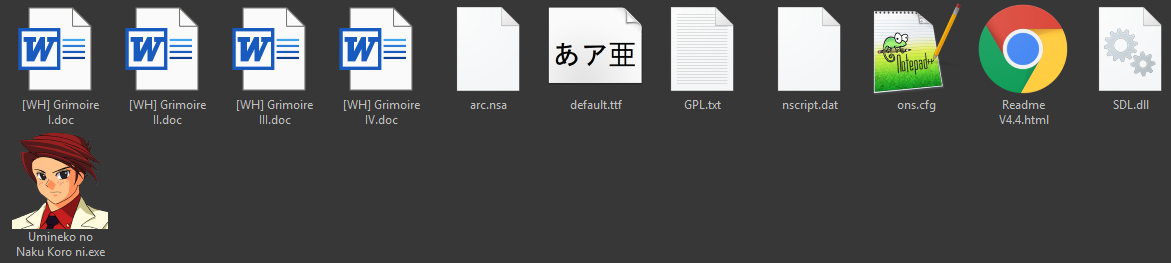 [WH] Grimoire
I.doc
[WH] Grimoire
II.doc
[WH] Grimoire
III.doc
[WH] Grimoire
IV.doc
arc.nsa
あア亜
default.ttf
GPL.txt
nscript.dat
Notepad++
ons.cfg
Readme
V4.4.html
SDL.dll
Umineko no
Naku Koro ni.exe